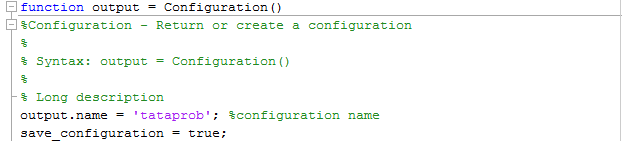 function output = Configuration()
%Configuration - Return or create a configuration
%
% Syntax: output = Configuration()
%
% Long description
output.name = 'tataprob'; %configuration name
save_configuration = true;